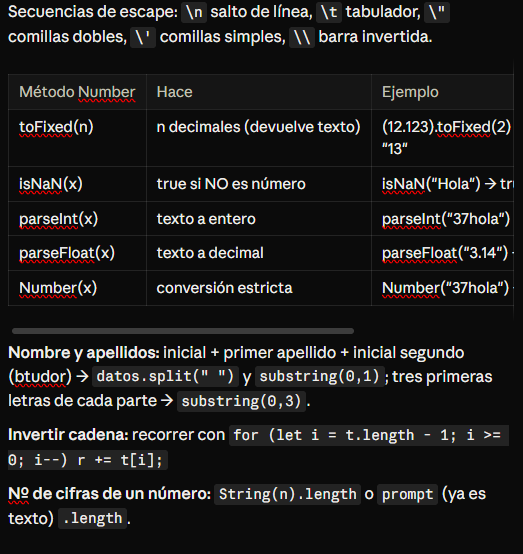 Secuencias de escape: \n salto de línea, \t tabulador, \"
comillas dobles, \' comillas simples, \\ barra invertida.
Método Number Hace Ejemplo
toFixed(n) n decimales (devuelve texto) (12.123).toFixed(2)
"13"
isNaN(x) true si NO es número isNaN("Hola") → tr
parseInt(x) texto a entero parseInt("37hola")
parseFloat(x) texto a decimal parseFloat("3.14")
Number(x) conversión estricta Number("37hola")
Nombre y apellidos: inicial + primer apellido + inicial segundo
(btudor) → datos.split(" ") y substring(0,1) ; tres primeras
letras de cada parte → substring(0,3) .
Invertir cadena: recorrer con for (let i = t.length - 1; i >=
0; i--) r += t[i];
Nº de cifras de un número: String(n).length o prompt (ya es
texto) .length .